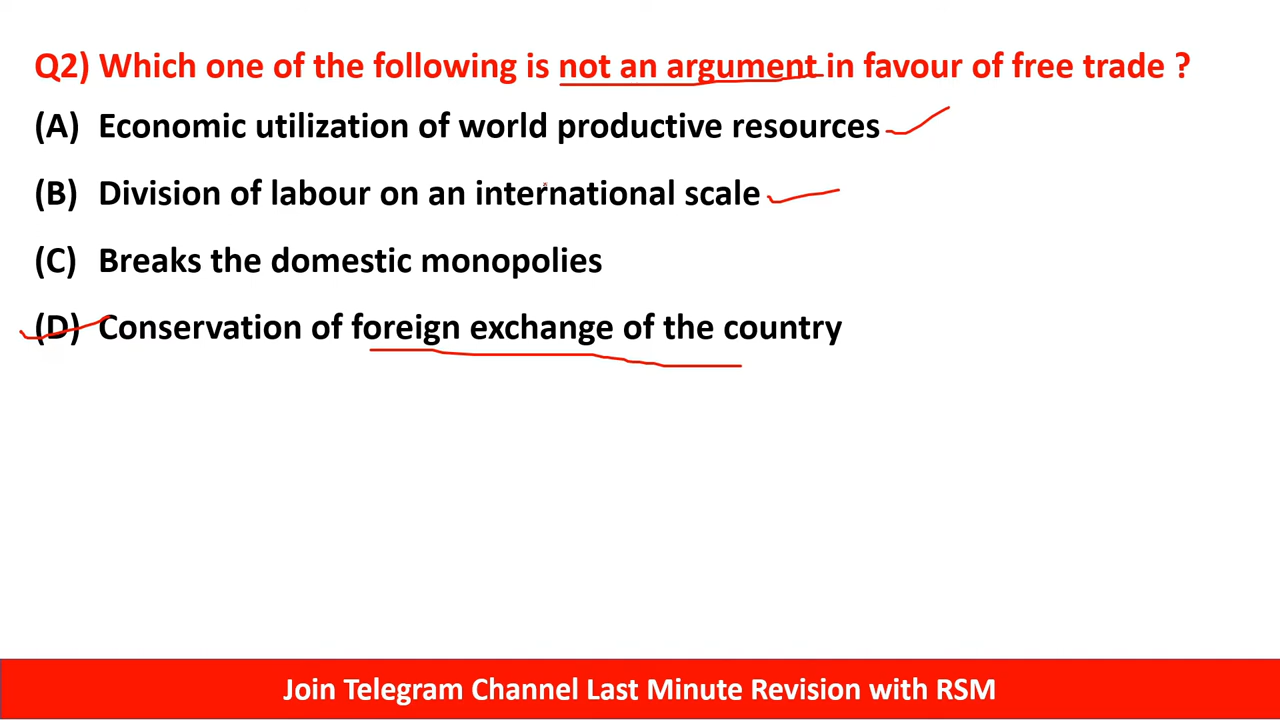 Q2) Which one of the following is not an argument in favour of free trade ?
(A) Economic utilization of world productive resources
(B) Division of labour on an international scale
(C) Breaks the domestic monopolies
(D) Conservation of foreign exchange of the country
Join Telegram Channel Last Minute Revision with RSM